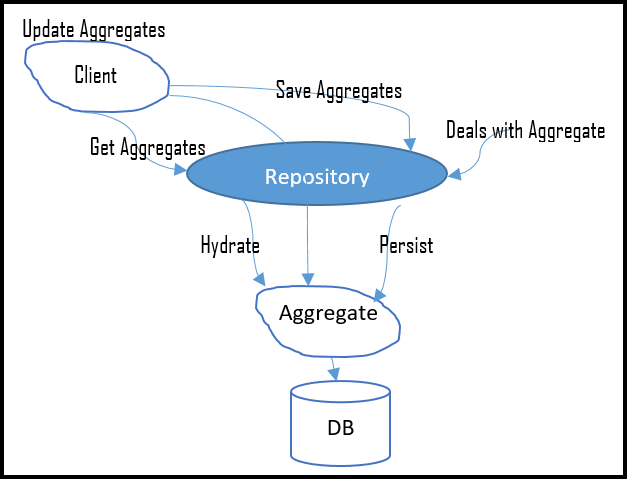 Update Aggregates
Client
Save Aggregates
Deals with Aggregate
Get Aggregates
Repository
Hydrate
Persist
Aggregate
DB